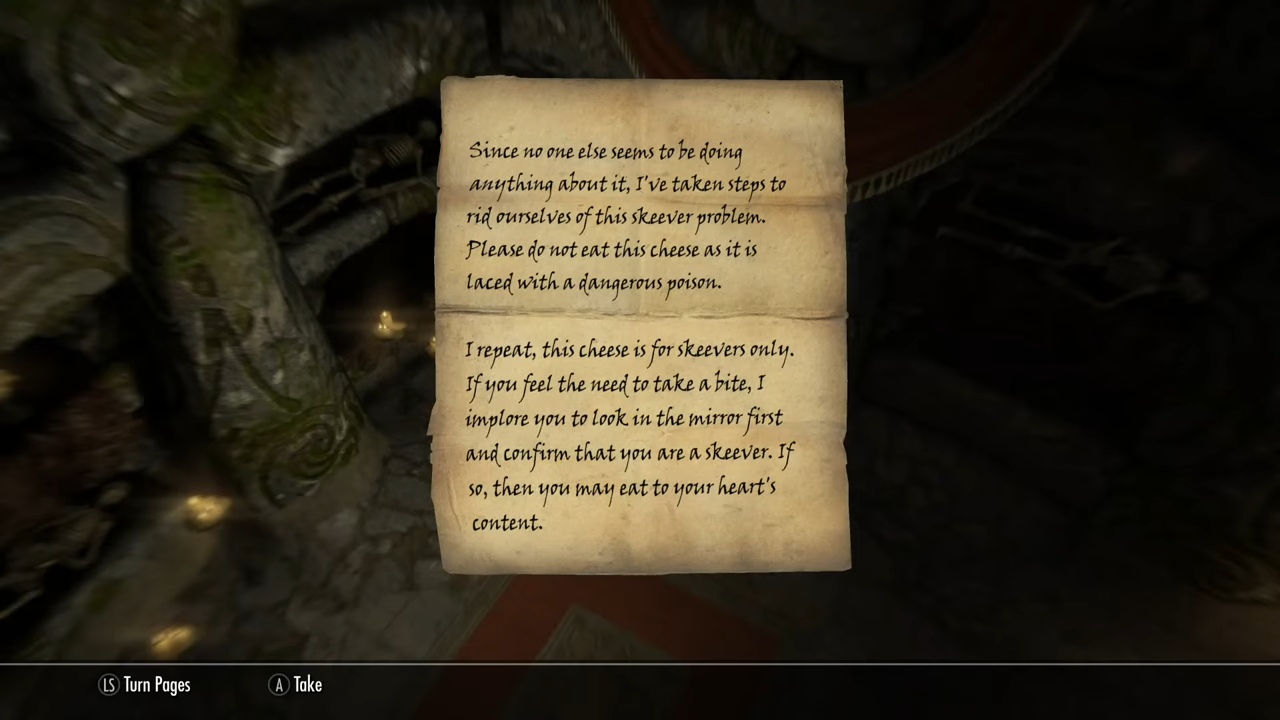 Since no one else seems to be doing
anything about it, I've taken steps to
rid ourselves of this skeever problem.
Please do not eat this cheese as it is
laced with a dangerous poison.
I repeat, this cheese is for skeevers only.
If you feel the need to take a bite, I
implore you to look in the mirror first
and confirm that you are a skeever. If
so, then you may eat to your heart's
content.
LS Turn Pages A Take